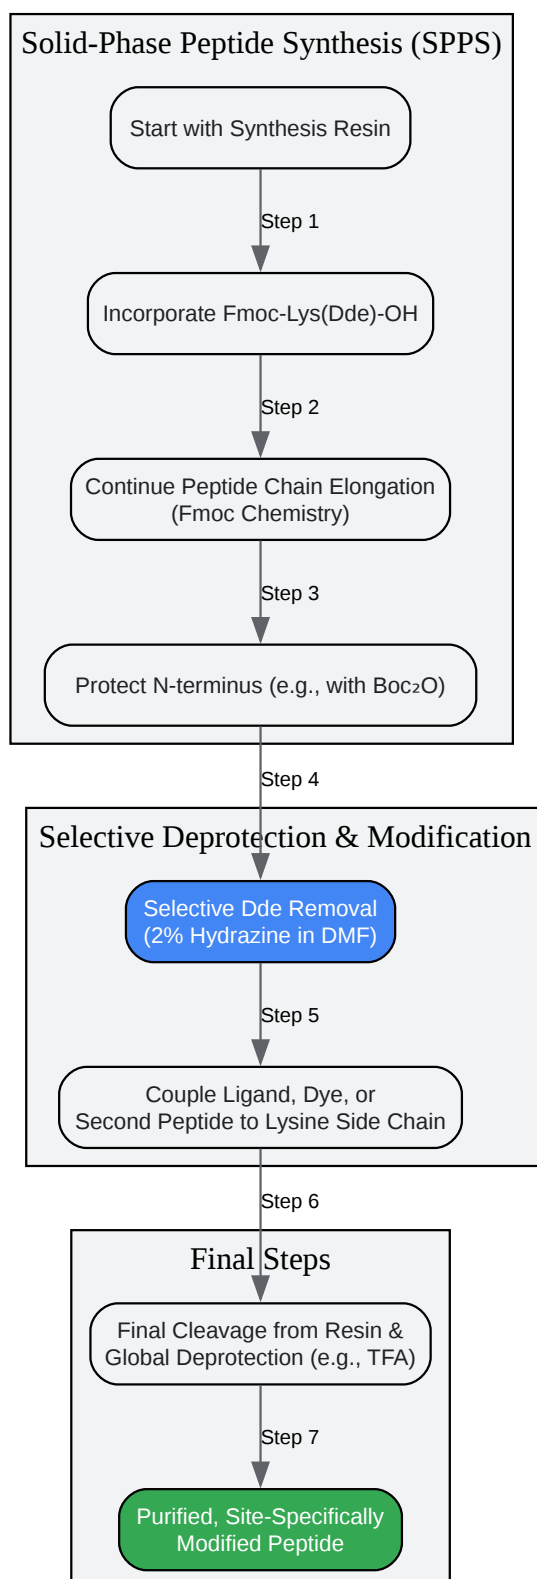 Solid-Phase Peptide Synthesis (SPPS)
Start with Synthesis Resin
Step 1
Incorporate Fmoc-Lys(Dde)-OH
Step 2
Continue Peptide Chain Elongation
(Fmoc Chemistry)
Step 3
Protect N-terminus (e.g., with Boc₂O)
Step 4
Selective Deprotection & Modification
Selective Dde Removal
(2% Hydrazine in DMF)
Step 5
Couple Ligand, Dye, or
Second Peptide to Lysine Side Chain
Step 6
Final Steps
Final Cleavage from Resin &
Global Deprotection (e.g., TFA)
Step 7
Purified, Site-Specifically
Modified Peptide